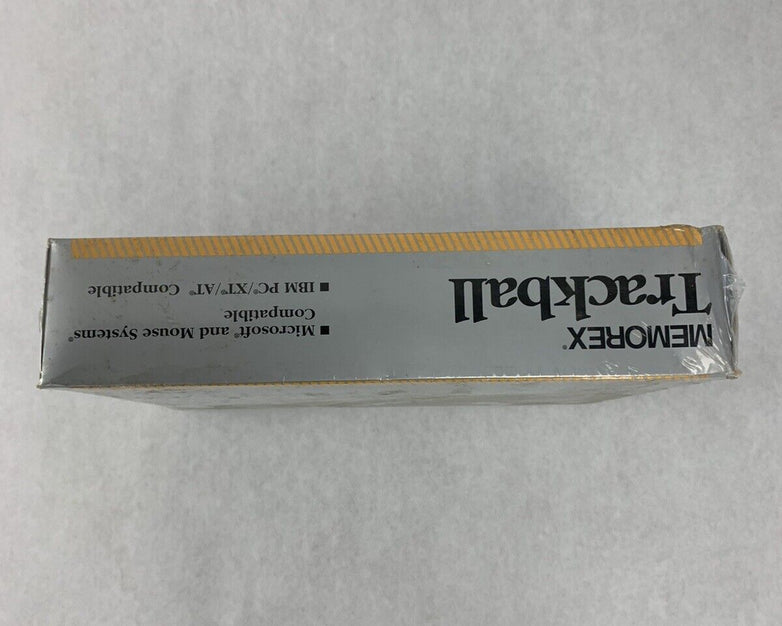 MEMOREX®
Trackball
■ Microsoft® and Mouse Systems®
Compatible
■ IBM PC/XT®/AT® Compatible